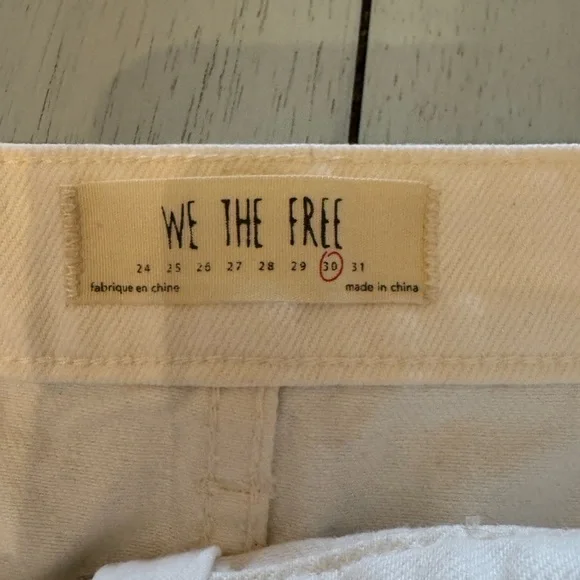 WE THE FREE
24 25 26 27 28 29 30 31
fabrique en chine made in china